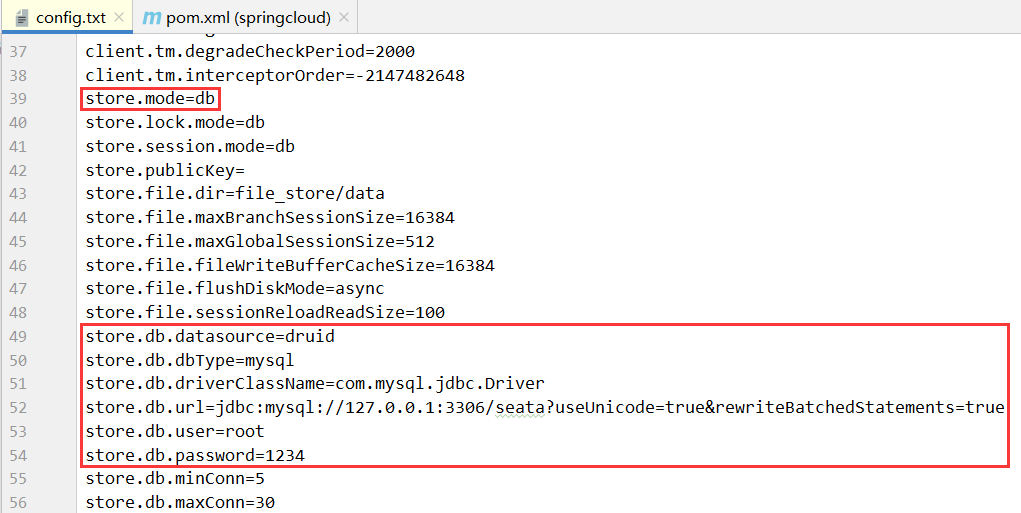 config.txt
pom.xml (springcloud)
37 client.tm.degradeCheckPeriod=2000
38 client.tm.interceptorOrder=-2147482648
39 store.mode=db
40 store.lock.mode=db
41 store.session.mode=db
42 store.publicKey=
43 store.file.dir=file_store/data
44 store.file.maxBranchSessionSize=16384
45 store.file.maxGlobalSessionSize=512
46 store.file.fileWriteBufferCacheSize=16384
47 store.file.flushDiskMode=async
48 store.file.sessionReloadReadSize=100
49 store.db.datasource=druid
50 store.db.dbType=mysql
51 store.db.driverClassName=com.mysql.jdbc.Driver
52 store.db.url=jdbc:mysql://127.0.0.1:3306/seata?useUnicode=true&rewriteBatchedStatements=true
53 store.db.user=root
54 store.db.password=1234
55 store.db.minConn=5
56 store.db.maxConn=30